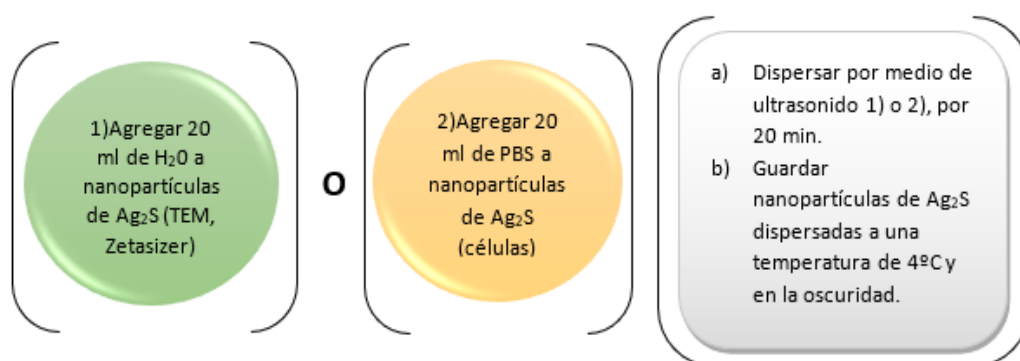 1)Agregar 20
ml de H₂0 a
nanopartículas
de Ag₂S (TEM,
Zetasizer)
O
2)Agregar 20
ml de PBS a
nanopartículas
de Ag₂S
(células)
a) Dispersar por medio de
ultrasonido 1) o 2), por
20 min.
b) Guardar
nanopartículas de Ag₂S
dispersadas a una
temperatura de 4ºC y
en la oscuridad.